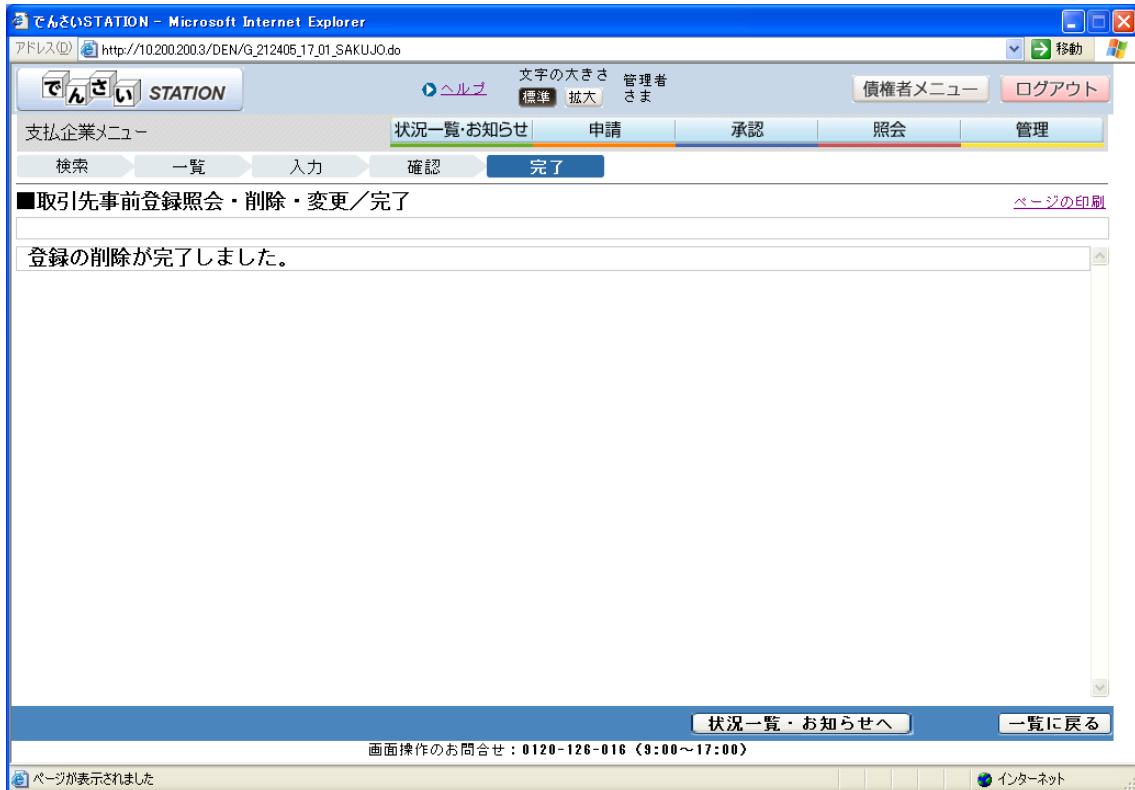 でんさいSTATION - Microsoft Internet Explorer
アドレス(D) http://10.200.200.3/DEN/G_212405_17_01_SAKUJO.do 移動
でんさい STATION
ヘルプ
文字の大きさ
標準 拡大
管理者
さま
債権者メニュー ログアウト
支払企業メニュー
状況一覧・お知らせ 申請 承認 照会 管理
検索 一覧 入力 確認 完了
■取引先事前登録照会・削除・変更／完了
ページの印刷
登録の削除が完了しました。
状況一覧・お知らせへ 一覧に戻る
画面操作のお問合せ：0120-126-016（9:00～17:00）
ページが表示されました インターネット